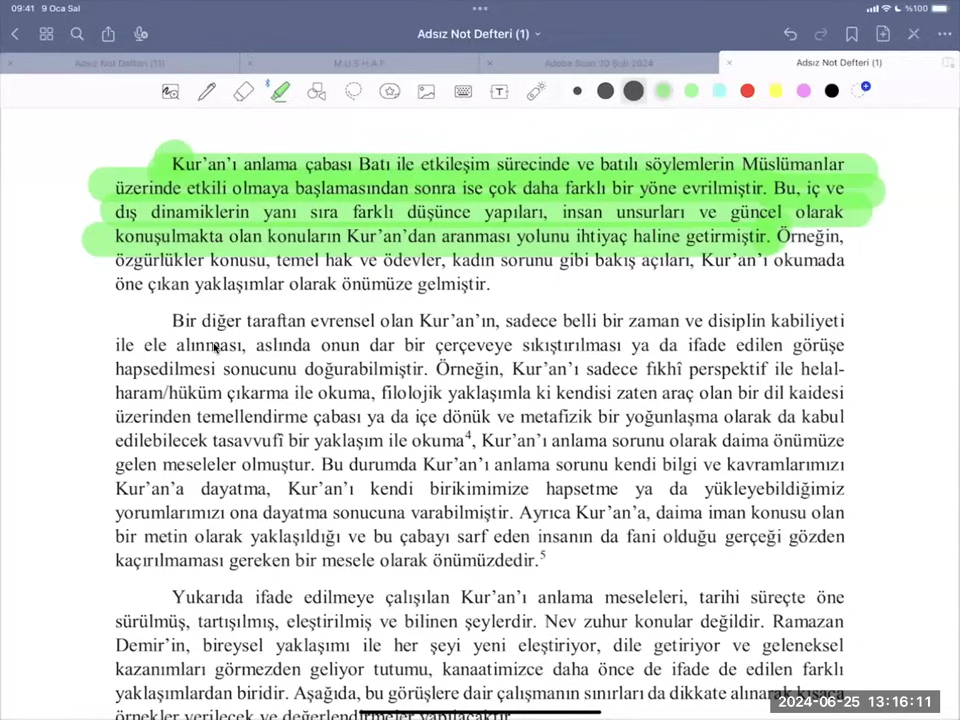 09:41 9 Oca Sal
%100
Adsız Not Defteri (1)
Adsız Not Defteri (11)
M U S H A F
Adobe Scan 10 Şub 2024
Adsız Not Defteri (1)
Kur’an’ı anlama çabası Batı ile etkileşim sürecinde ve batılı söylemlerin Müslümanlar
üzerinde etkili olmaya başlamasından sonra ise çok daha farklı bir yöne evrilmiştir. Bu, iç ve
dış dinamiklerin yanı sıra farklı düşünce yapıları, insan unsurları ve güncel olarak
konuşulmakta olan konuların Kur’an’dan aranması yolunu ihtiyaç haline getirmiştir. Örneğin,
özgürlükler konusu, temel hak ve ödevler, kadın sorunu gibi bakış açıları, Kur’an’ı okumada
öne çıkan yaklaşımlar olarak önümüze gelmiştir.
Bir diğer taraftan evrensel olan Kur’an’ın, sadece belli bir zaman ve disiplin kabiliyeti
ile ele alınması, aslında onun dar bir çerçeveye sıkıştırılması ya da ifade edilen görüşe
hapsedilmesi sonucunu doğurabilmiştir. Örneğin, Kur’an’ı sadece fıkhî perspektif ile helal-
haram/hüküm çıkarma ile okuma, filolojik yaklaşımla ki kendisi zaten araç olan bir dil kaidesi
üzerinden temellendirme çabası ya da içe dönük ve metafizik bir yoğunlaşma olarak da kabul
edilebilecek tasavvufî bir yaklaşım ile okuma⁴, Kur’an’ı anlama sorunu olarak daima önümüze
gelen meseleler olmuştur. Bu durumda Kur’an’ı anlama sorunu kendi bilgi ve kavramlarımızı
Kur’an’a dayatma, Kur’an’ı kendi birikimimize hapsetme ya da yükleyebildiğimiz
yorumlarımızı ona dayatma sonucuna varabilmiştir. Ayrıca Kur’an’a, daima iman konusu olan
bir metin olarak yaklaşıldığı ve bu çabayı sarf eden insanın da fani olduğu gerçeği gözden
kaçırılmaması gereken bir mesele olarak önümüzdedir.⁵
Yukarıda ifade edilmeye çalışılan Kur’an’ı anlama meseleleri, tarihi süreçte öne
sürülmüş, tartışılmış, eleştirilmiş ve bilinen şeylerdir. Nev zuhur konular değildir. Ramazan
Demir’in, bireysel yaklaşımı ile her şeyi yeni eleştiriyor, dile getiriyor ve geleneksel
kazanımları görmezden geliyor tutumu, kanaatimizce daha önce de ifade de edilen farklı
yaklaşımlardan biridir. Aşağıda, bu görüşlere dair çalışmanın sınırları da dikkate alınarak kısaca
örnekler verilecek ve değerlendirmeler yapılacaktır.
2024-06-25 13:16:11